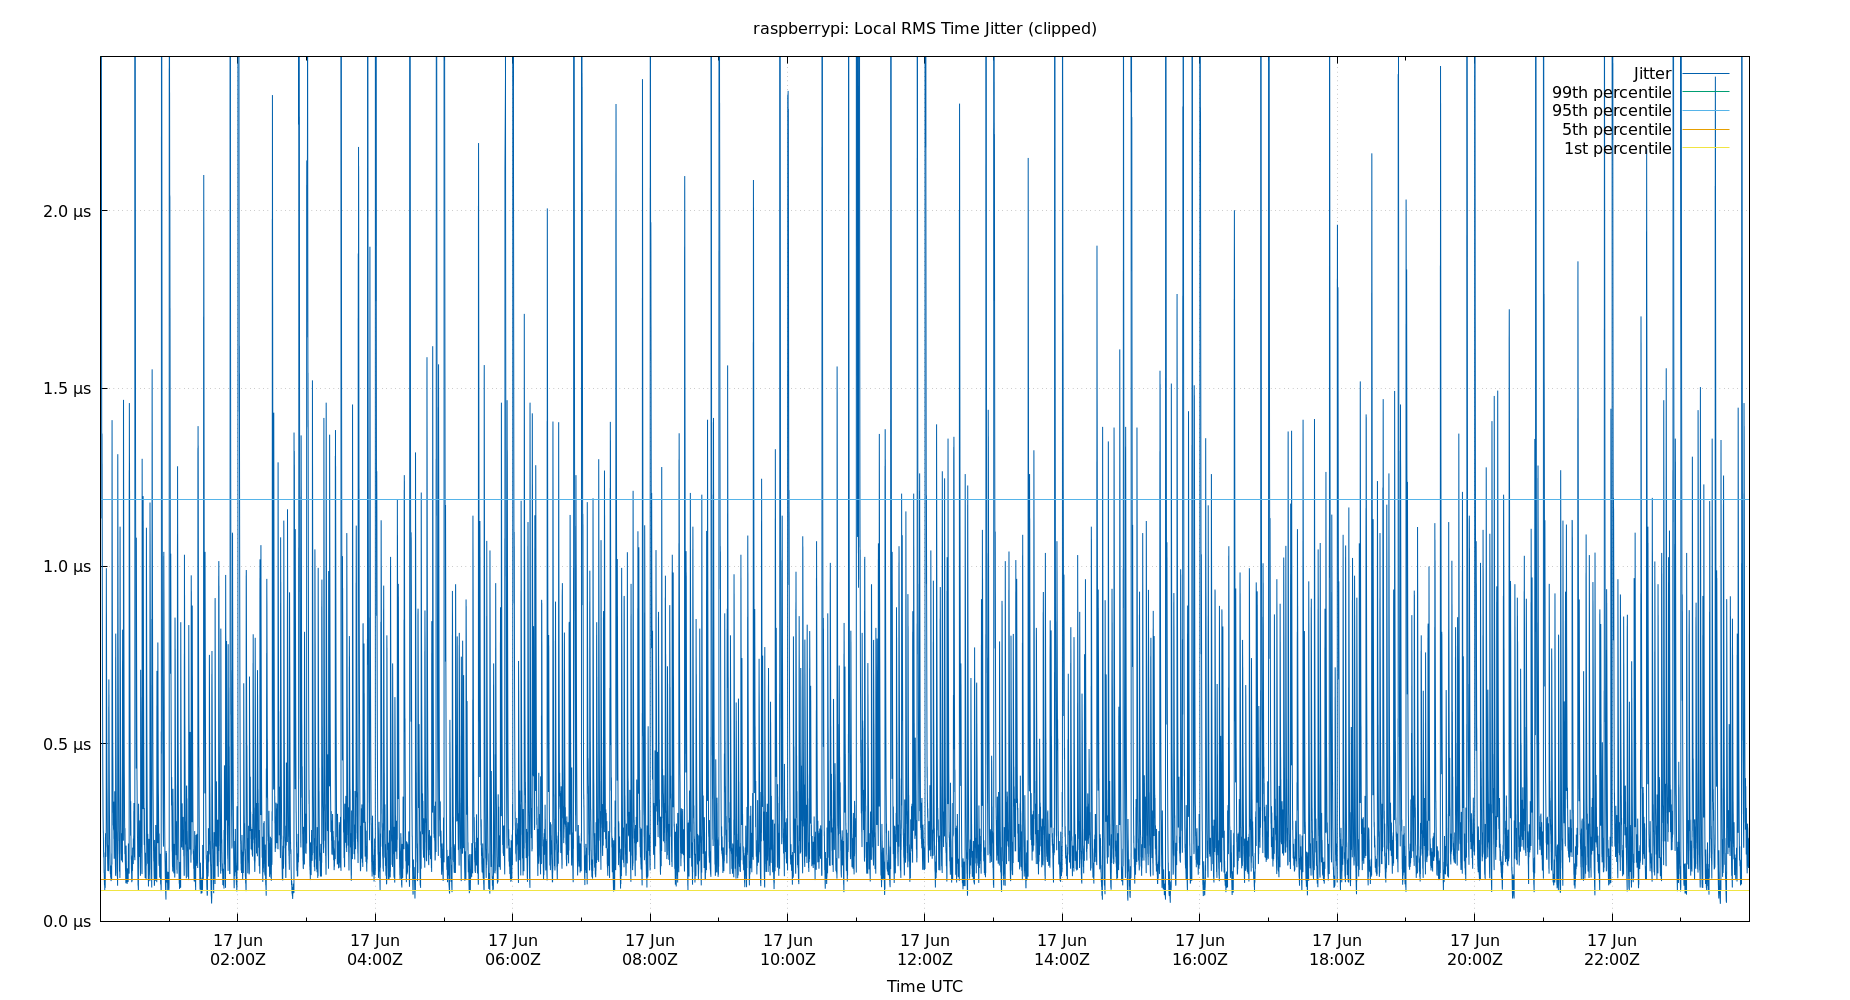 raspberrypi: Local RMS Time Jitter (clipped)
Jitter
99th percentile
95th percentile
5th percentile
1st percentile
2.0 µs
1.5 µs
1.0 µs
0.5 µs
0.0 µs
17 Jun 17 Jun 17 Jun 17 Jun 17 Jun 17 Jun 17 Jun 17 Jun 17 Jun 17 Jun 17 Jun
02:00Z 04:00Z 06:00Z 08:00Z 10:00Z 12:00Z 14:00Z 16:00Z 18:00Z 20:00Z 22:00Z
Time UTC